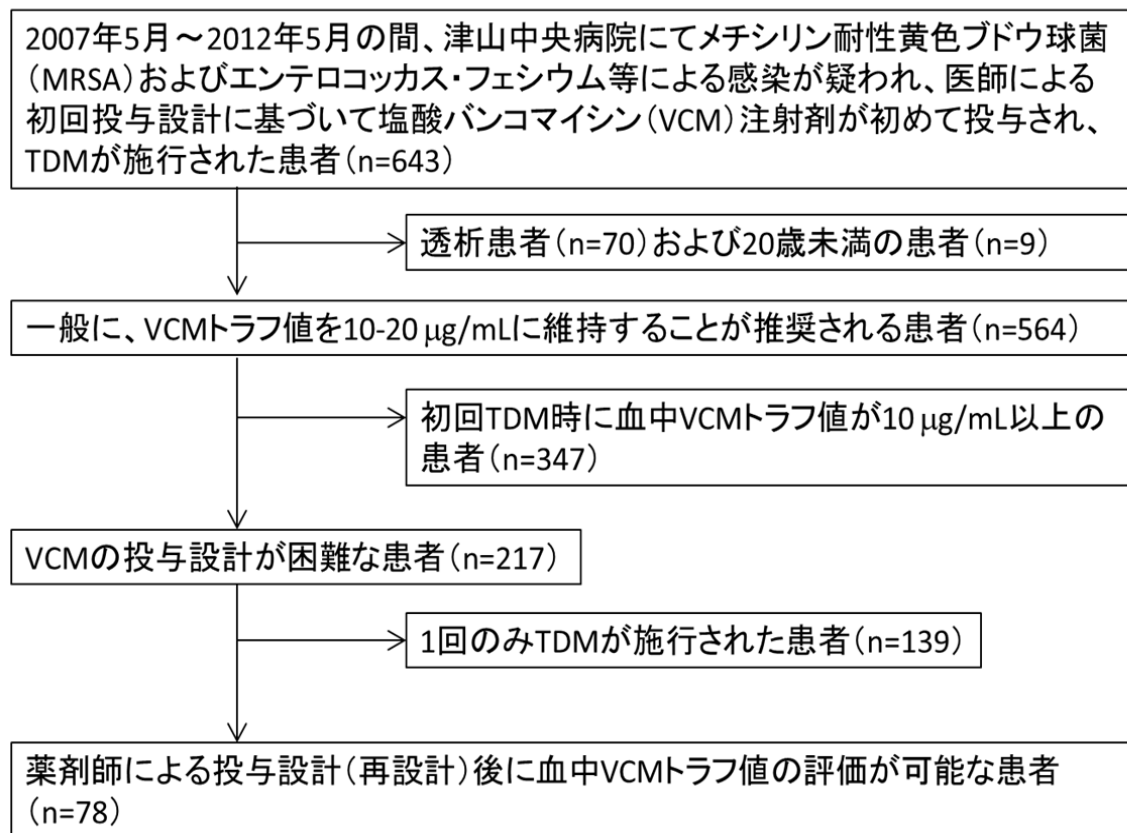 2007年5月～2012年5月の間、津山中央病院にてメチシリン耐性黄色ブドウ球菌
（MRSA）およびエンテロコッカス・フェシウム等による感染が疑われ、医師による
初回投与設計に基づいて塩酸バンコマイシン（VCM）注射剤が初めて投与され、
TDMが施行された患者（n=643）
透析患者（n=70）および20歳未満の患者（n=9）
一般に、VCMトラフ値を10-20 μg/mLに維持することが推奨される患者（n=564）
初回TDM時に血中VCMトラフ値が10 μg/mL以上の
患者（n=347）
VCMの投与設計が困難な患者（n=217）
1回のみTDMが施行された患者（n=139）
薬剤師による投与設計（再設計）後に血中VCMトラフ値の評価が可能な患者
（n=78）